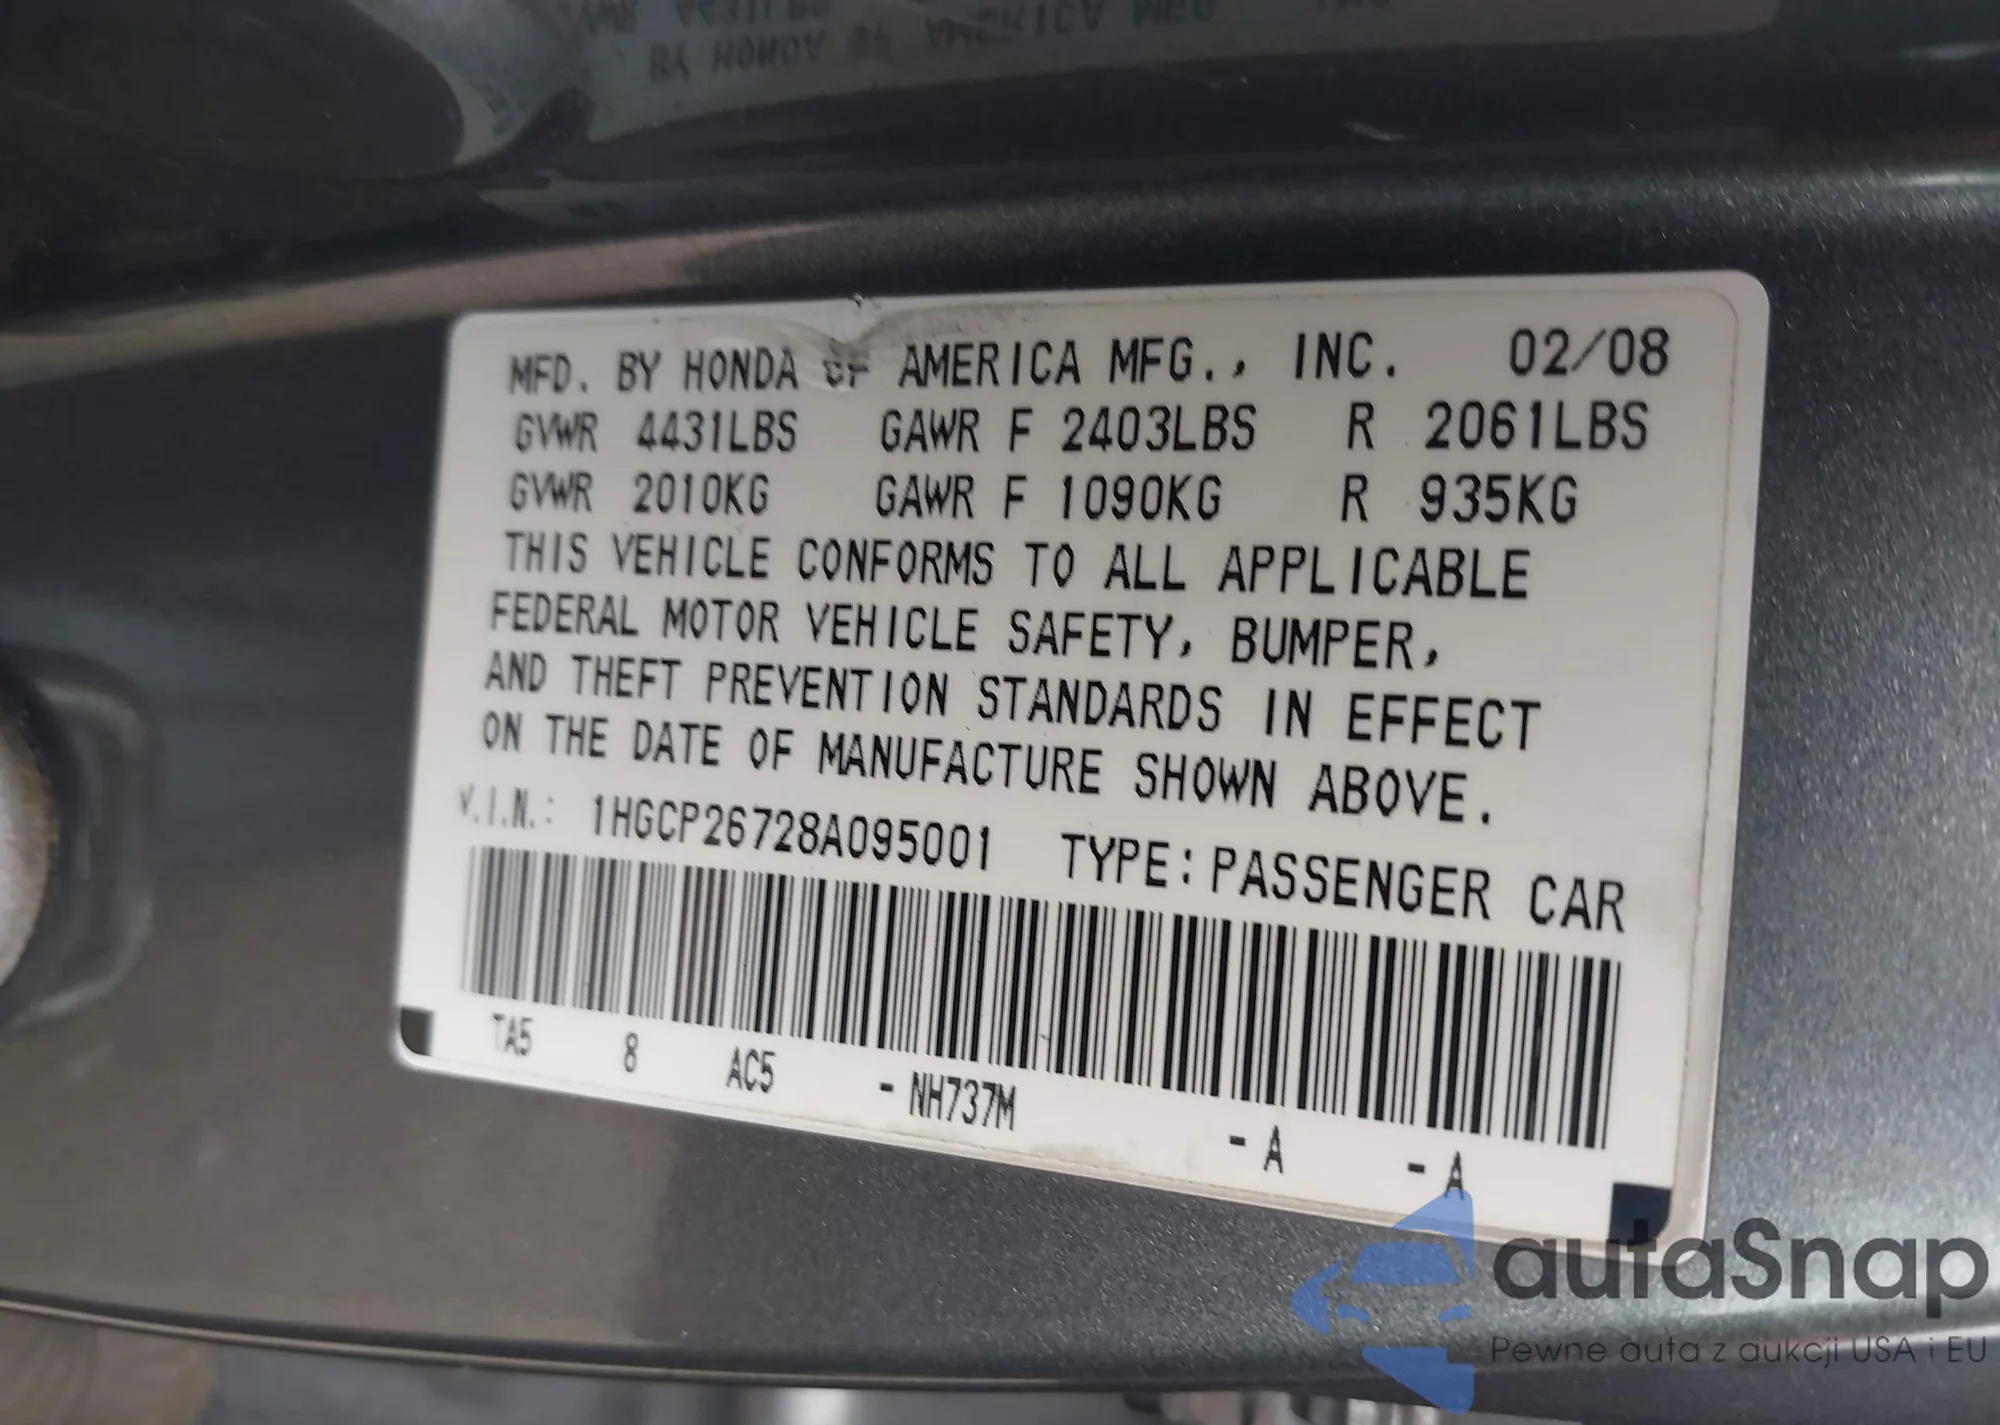 MFD. BY HONDA OF AMERICA MFG., INC. 02/08
GVWR 4431LBS GAWR F 2403LBS R 2061LBS
GVWR 2010KG GAWR F 1090KG R 935KG
THIS VEHICLE CONFORMS TO ALL APPLICABLE
FEDERAL MOTOR VEHICLE SAFETY, BUMPER,
AND THEFT PREVENTION STANDARDS IN EFFECT
ON THE DATE OF MANUFACTURE SHOWN ABOVE.
V.I.N.: 1HGCP26728A095001 TYPE: PASSENGER CAR
TA5 8 AC5 - NH737M - A - A
autaSnap
Pewne auta z aukcji USA i EU